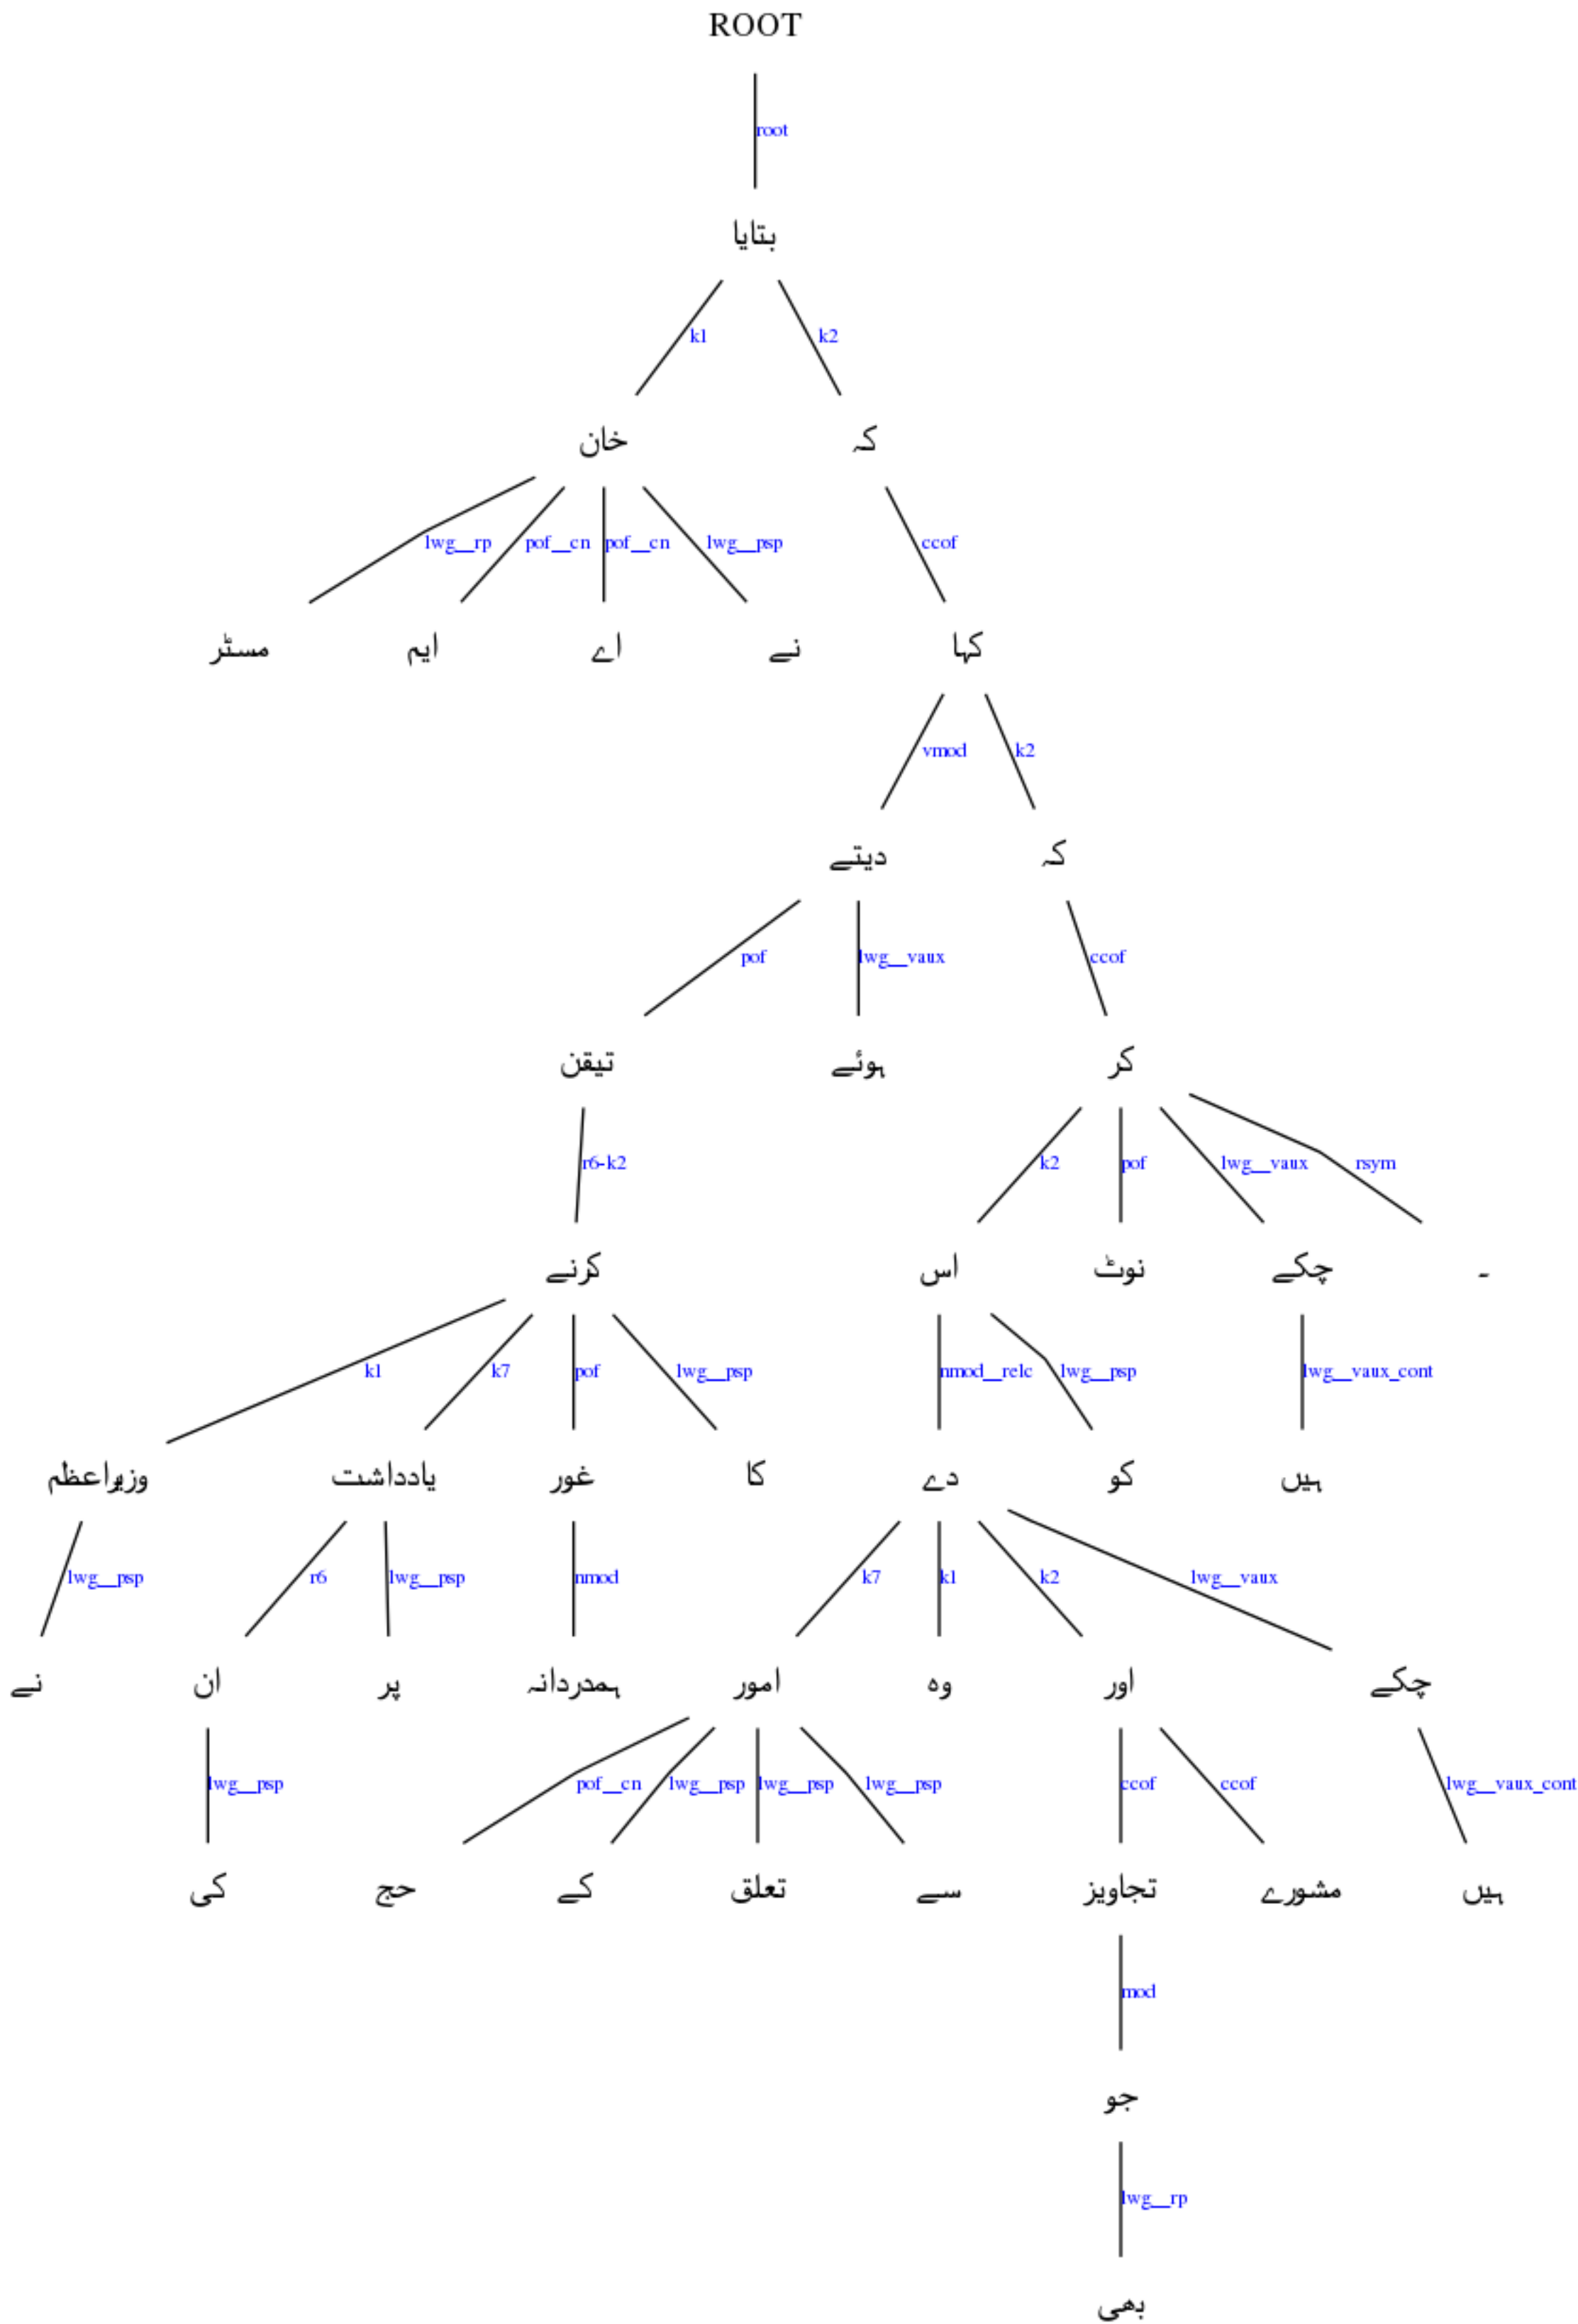 ROOT
root
بتایا
k1 k2
خان کہ
lwg__rp pof__cn pof__cn lwg__psp ccof
مسٹر ایم اے نے کہا
vmod k2
دیتے کہ
pof lwg__vaux ccof
تیقن ہوئے کر
r6-k2 k2 pof lwg__vaux rsym
کرنے اس نوٹ چکے ۔
k1 k7 pof lwg__psp nmod__relc lwg__psp lwg__vaux_cont
وزیراعظم یادداشت غور کا دے کو ہیں
lwg__psp r6 lwg__psp nmod k7 k1 k2 lwg__vaux
نے ان پر ہمدردانہ امور وہ اور چکے
lwg__psp pof__cn lwg__psp lwg__psp lwg__psp ccof ccof lwg__vaux_cont
کی حج کے تعلق سے تجاویز مشورے ہیں
mod
جو
lwg__rp
بھی